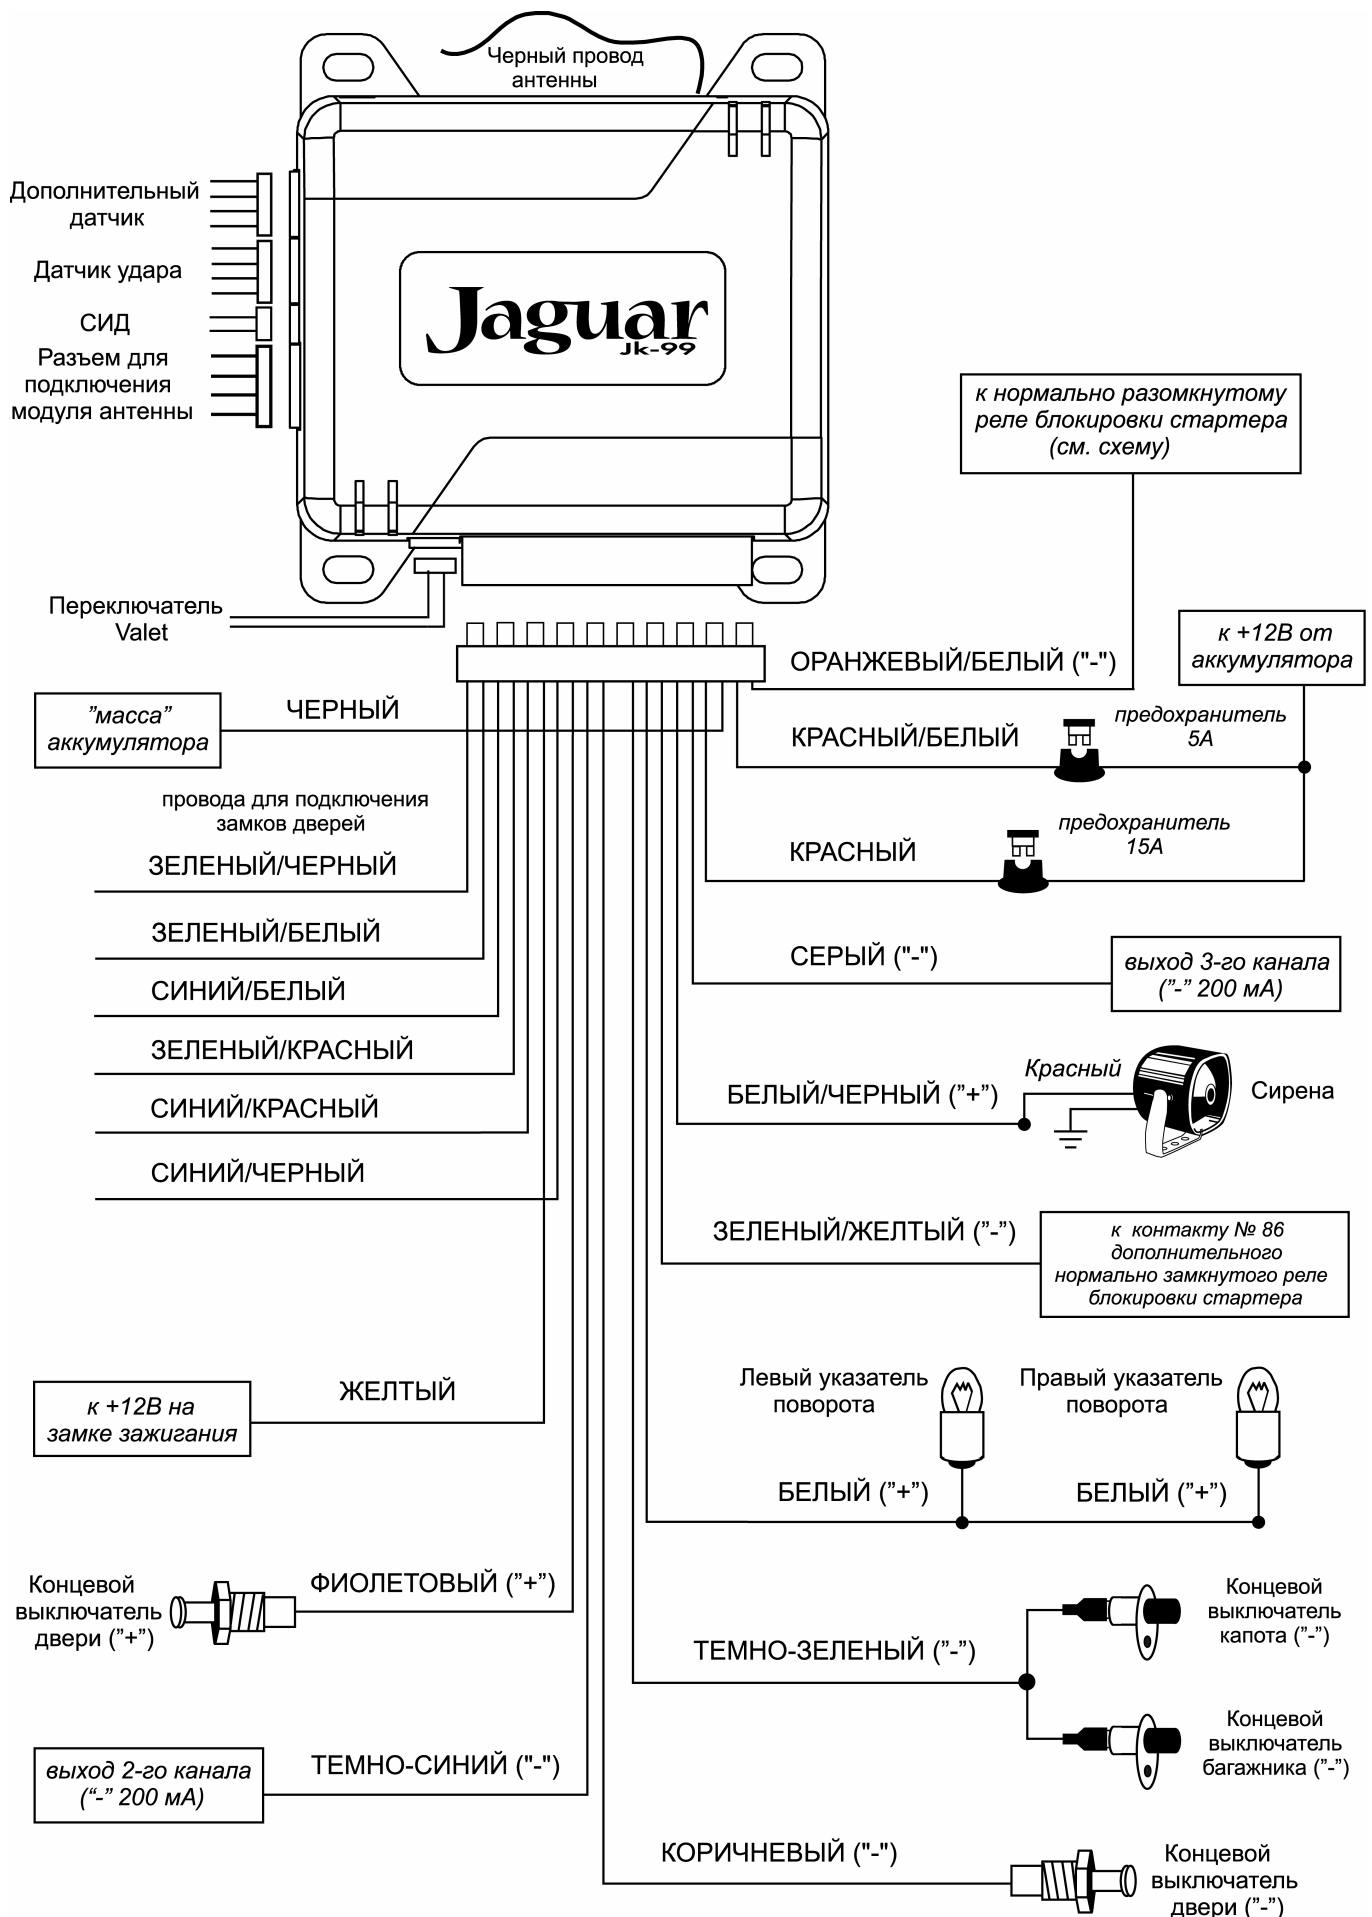 Черный провод
антенны
Дополнительный
датчик
Датчик удара
СИД
Разъем для
подключения
модуля антенны
Jaguar
Jk-99
к нормально разомкнутому
реле блокировки стартера
(см. схему)
Переключатель
Valet
к +12В от
аккумулятора
ОРАНЖЕВЫЙ/БЕЛЫЙ ("-")
"масса"
аккумулятора
ЧЕРНЫЙ
КРАСНЫЙ/БЕЛЫЙ
предохранитель
5А
провода для подключения
замков дверей
КРАСНЫЙ
предохранитель
15А
ЗЕЛЕНЫЙ/ЧЕРНЫЙ
ЗЕЛЕНЫЙ/БЕЛЫЙ
СЕРЫЙ ("-")
выход 3-го канала
("-" 200 мА)
СИНИЙ/БЕЛЫЙ
ЗЕЛЕНЫЙ/КРАСНЫЙ
БЕЛЫЙ/ЧЕРНЫЙ ("+")
Красный
Сирена
СИНИЙ/КРАСНЫЙ
СИНИЙ/ЧЕРНЫЙ
ЗЕЛЕНЫЙ/ЖЕЛТЫЙ ("-")
к контакту № 86
дополнительного
нормально замкнутого реле
блокировки стартера
к +12В на
замке зажигания
ЖЕЛТЫЙ
Левый указатель
поворота
Правый указатель
поворота
БЕЛЫЙ ("+")
БЕЛЫЙ ("+")
Концевой
выключатель
двери ("+")
ФИОЛЕТОВЫЙ ("+")
ТЕМНО-ЗЕЛЕНЫЙ ("-")
Концевой
выключатель
капота ("-")
Концевой
выключатель
багажника ("-")
выход 2-го канала
("-" 200 мА)
ТЕМНО-СИНИЙ ("-")
КОРИЧНЕВЫЙ ("-")
Концевой
выключатель
двери ("-")